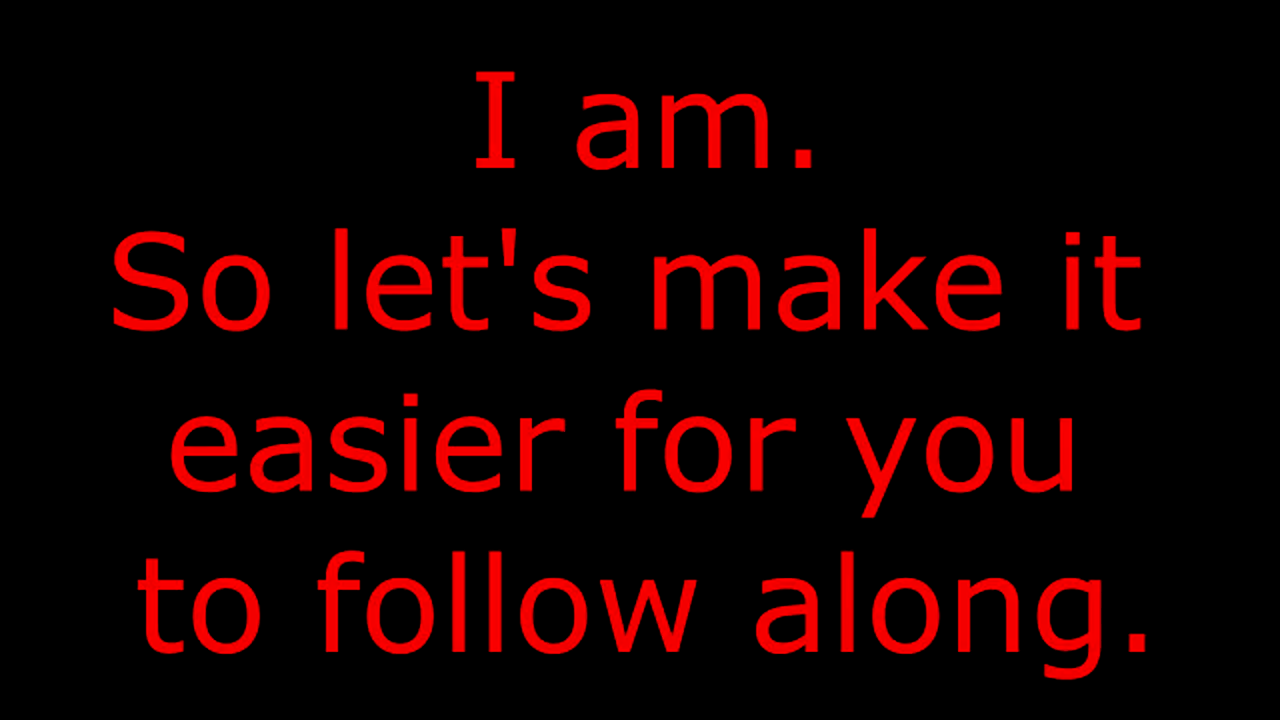 I am.
So let's make it
easier for you
to follow along.